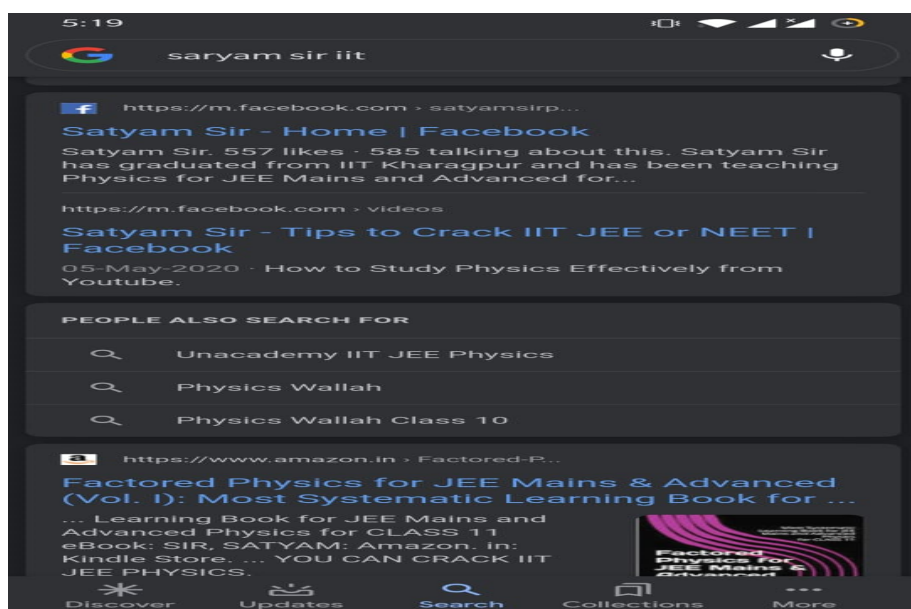 5:19
saryam sir iit
https://m.facebook.com › satyamsirp...
Satyam Sir - Home | Facebook
Satyam Sir. 557 likes · 585 talking about this. Satyam Sir
has graduated from IIT Kharagpur and has been teaching
Physics for JEE Mains and Advanced for...
https://m.facebook.com › videos
Satyam Sir - Tips to Crack IIT JEE or NEET |
Facebook
05-May-2020 · How to Study Physics Effectively from
Youtube.
PEOPLE ALSO SEARCH FOR
Unacademy IIT JEE Physics
Physics Wallah
Physics Wallah Class 10
https://www.amazon.in › Factored-P...
Factored Physics for JEE Mains & Advanced
(Vol. I): Most Systematic Learning Book for ...
... Learning Book for JEE Mains and
Advanced Physics for CLASS 11
eBook: SIR, SATYAM: Amazon. in:
Kindle Store. ... YOU CAN CRACK IIT
JEE PHYSICS.
Factored
Physics for
JEE Mains &
Advanced
Discover
Updates
Search
Collections
More